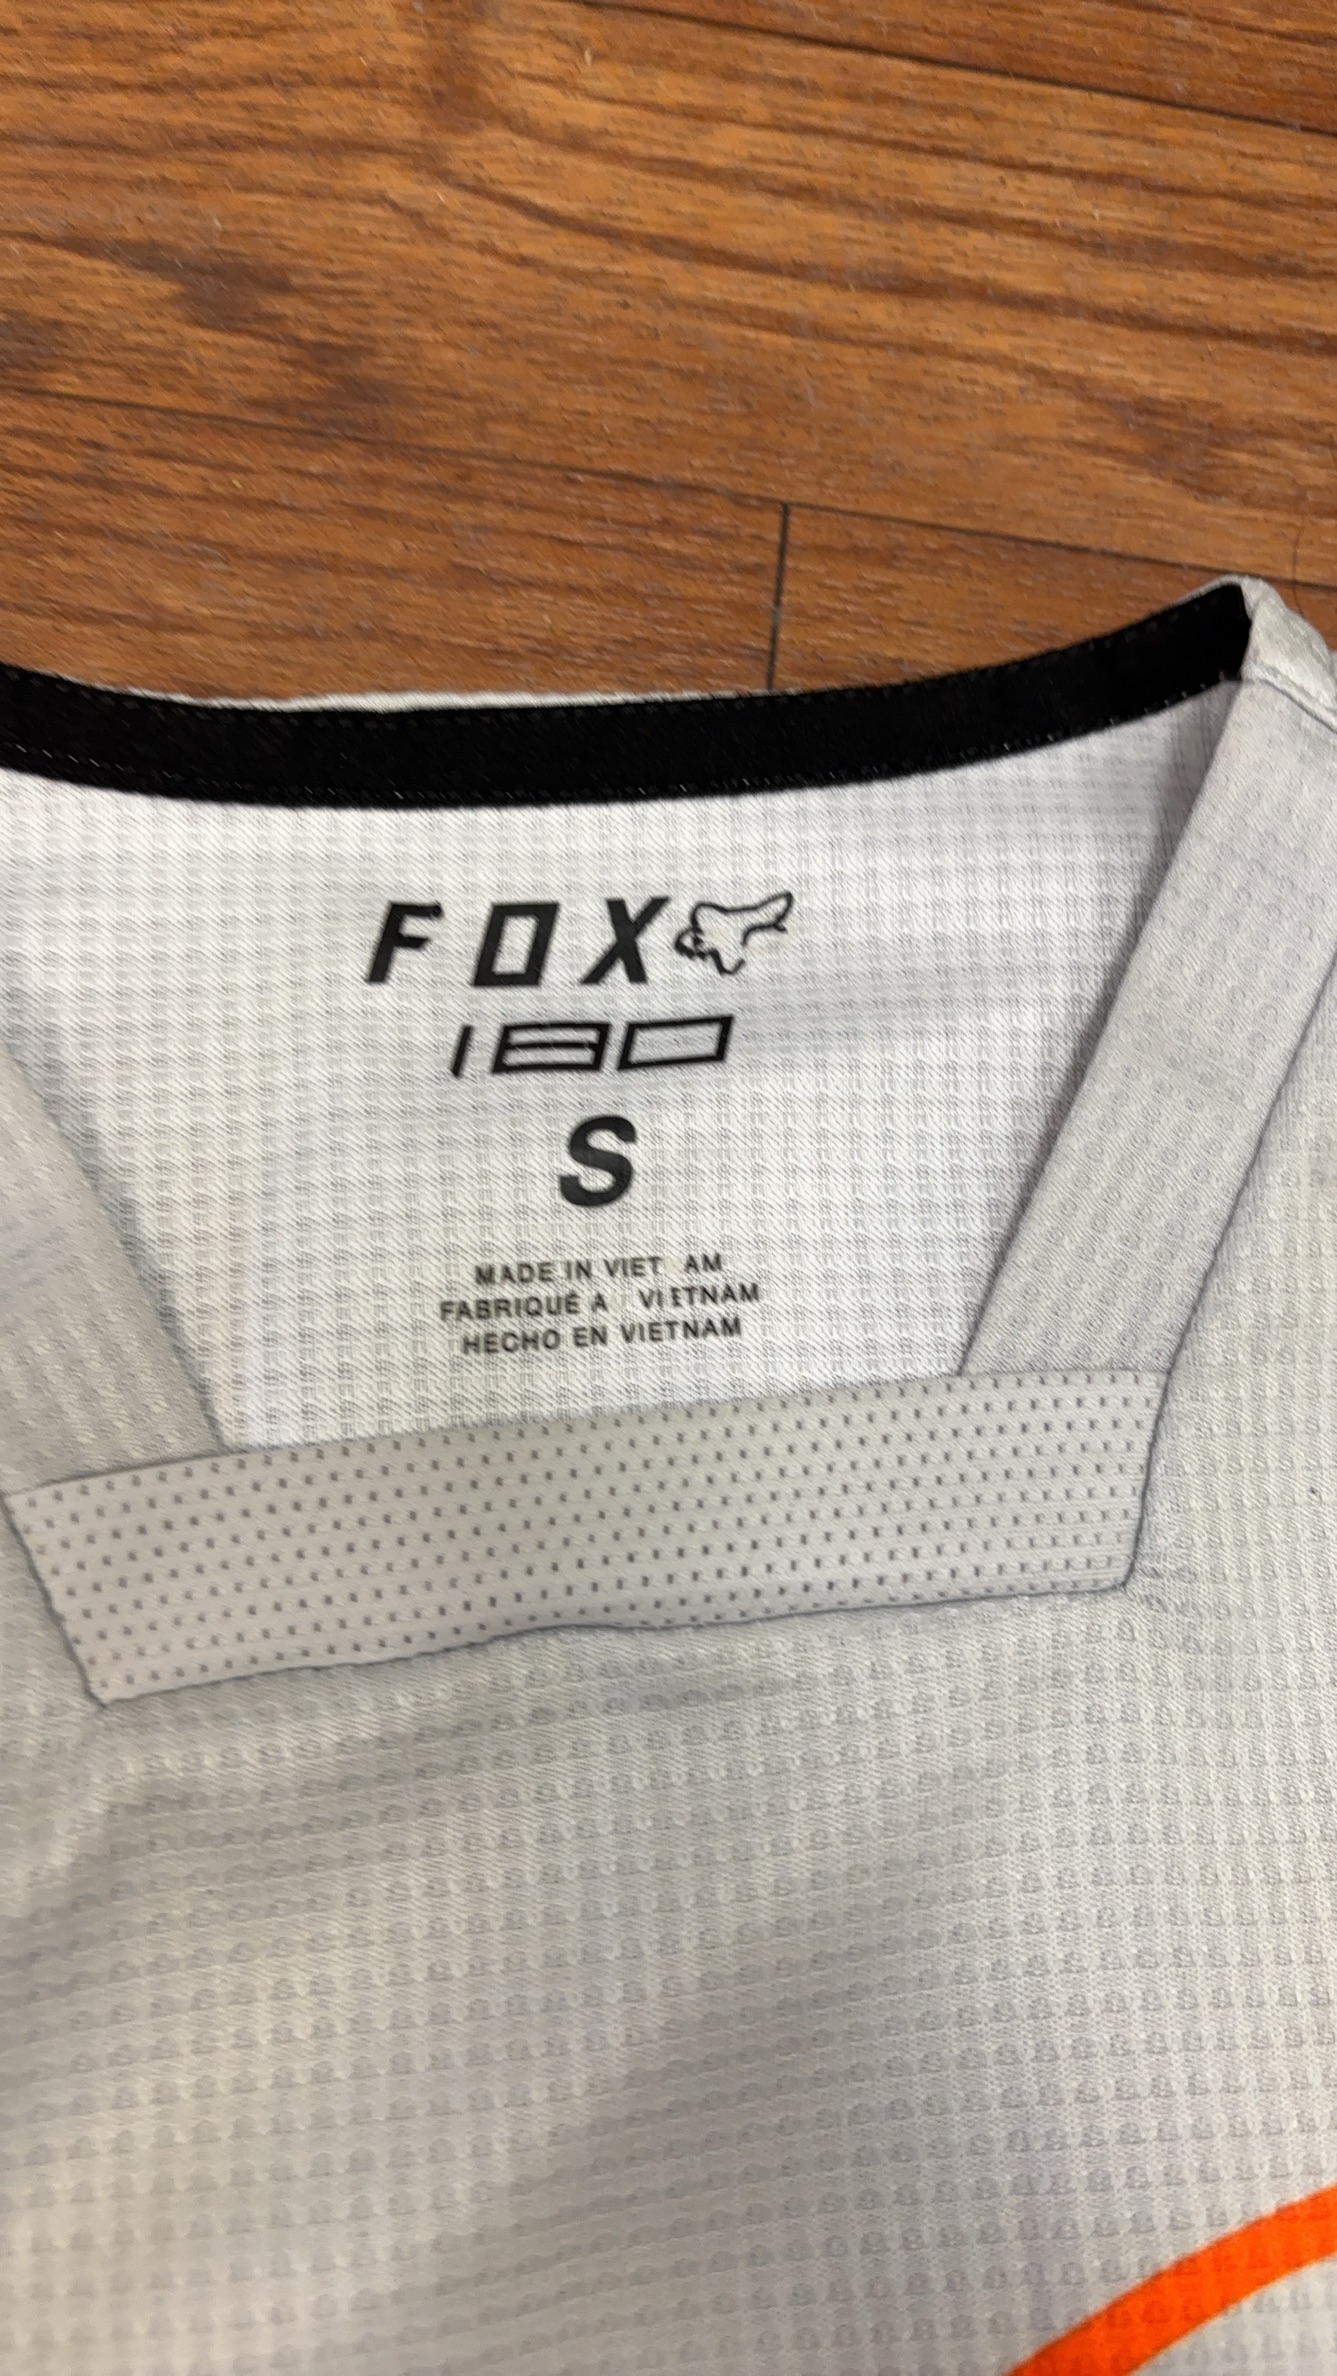 FOX
180
S
MADE IN VIET AM
FABRIQUÉ A VIETNAM
HECHO EN VIETNAM